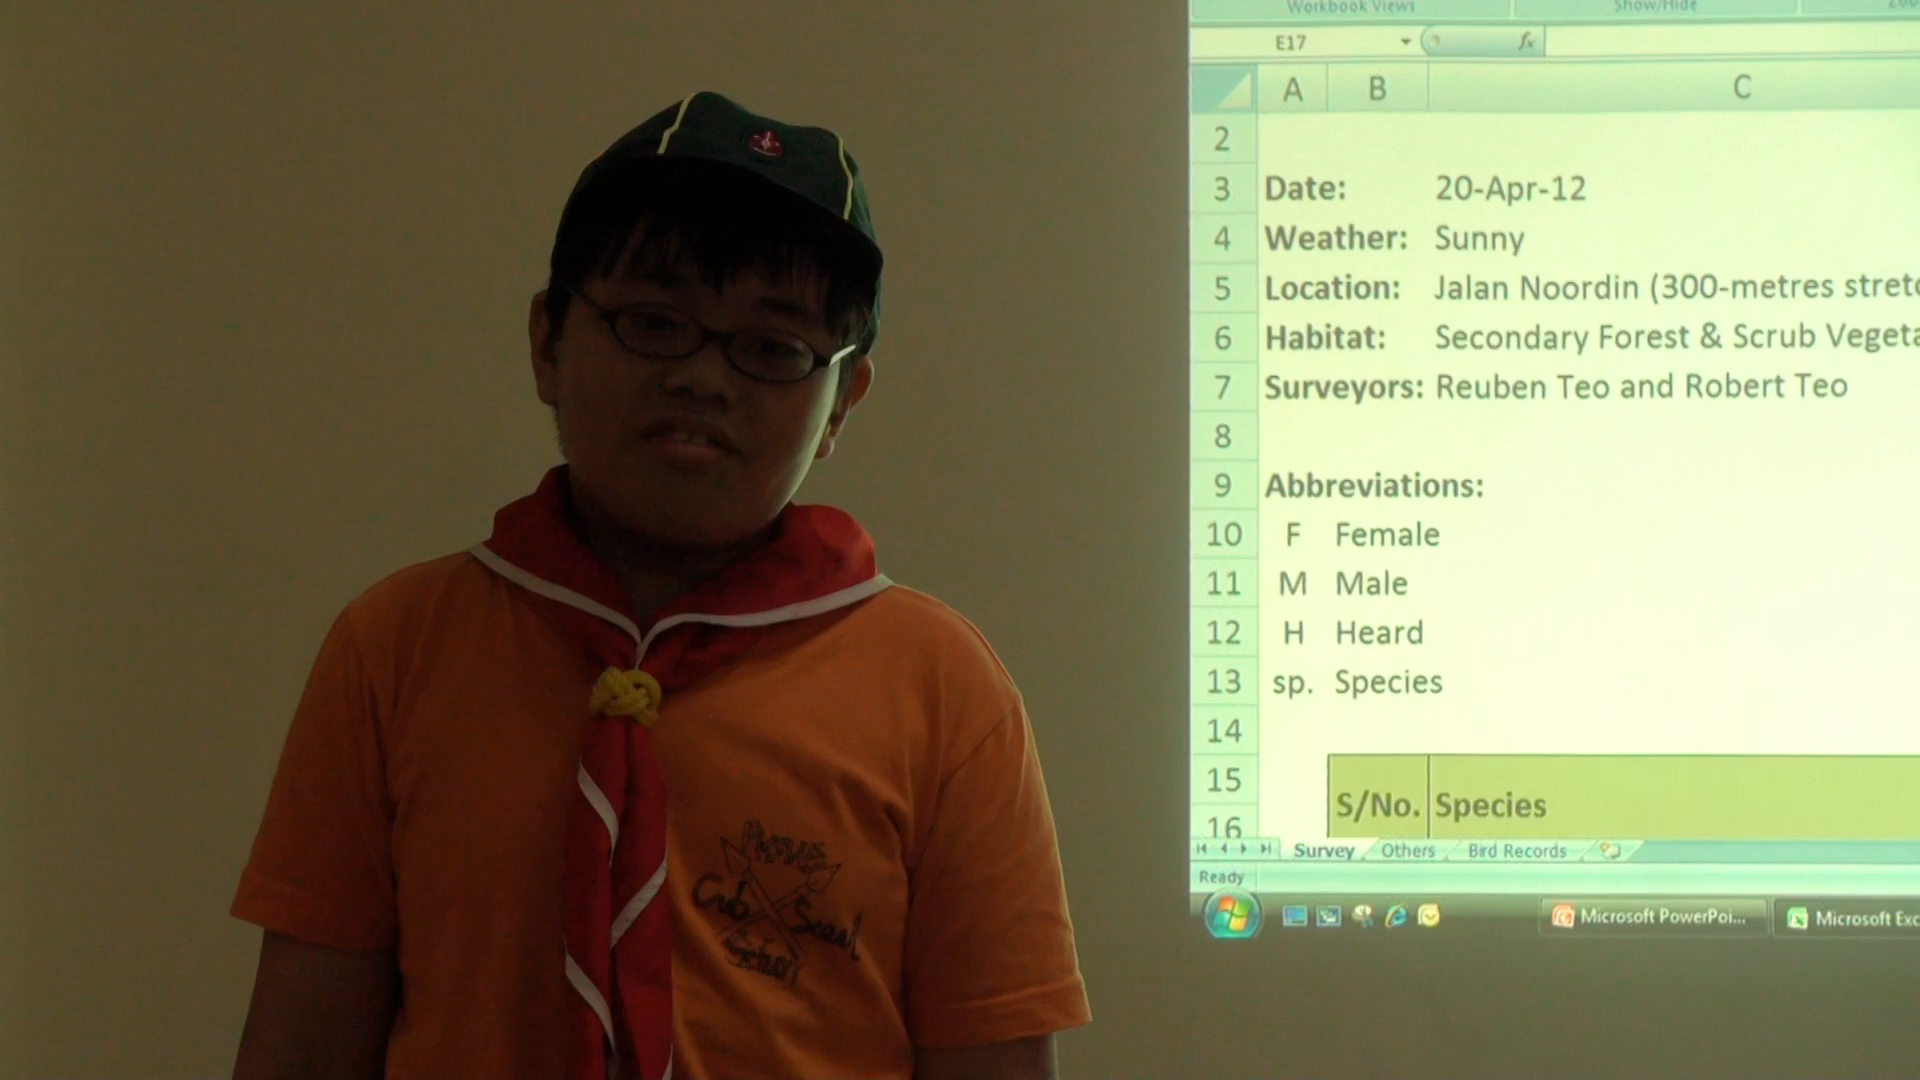 Workbook Views Show/Hide
E17 fx
A B C
2
3 Date: 20-Apr-12
4 Weather: Sunny
5 Location: Jalan Noordin (300-metres
6 Habitat: Secondary Forest & Scrub
7 Surveyors: Reuben Teo and Robert Teo
8
9 Abbreviations:
10 F Female
11 M Male
12 H Heard
13 sp. Species
14
15
S/No. Species
16
Survey Others Bird Records
Ready
Microsoft PowerPoi... Microsoft
Cub Scout